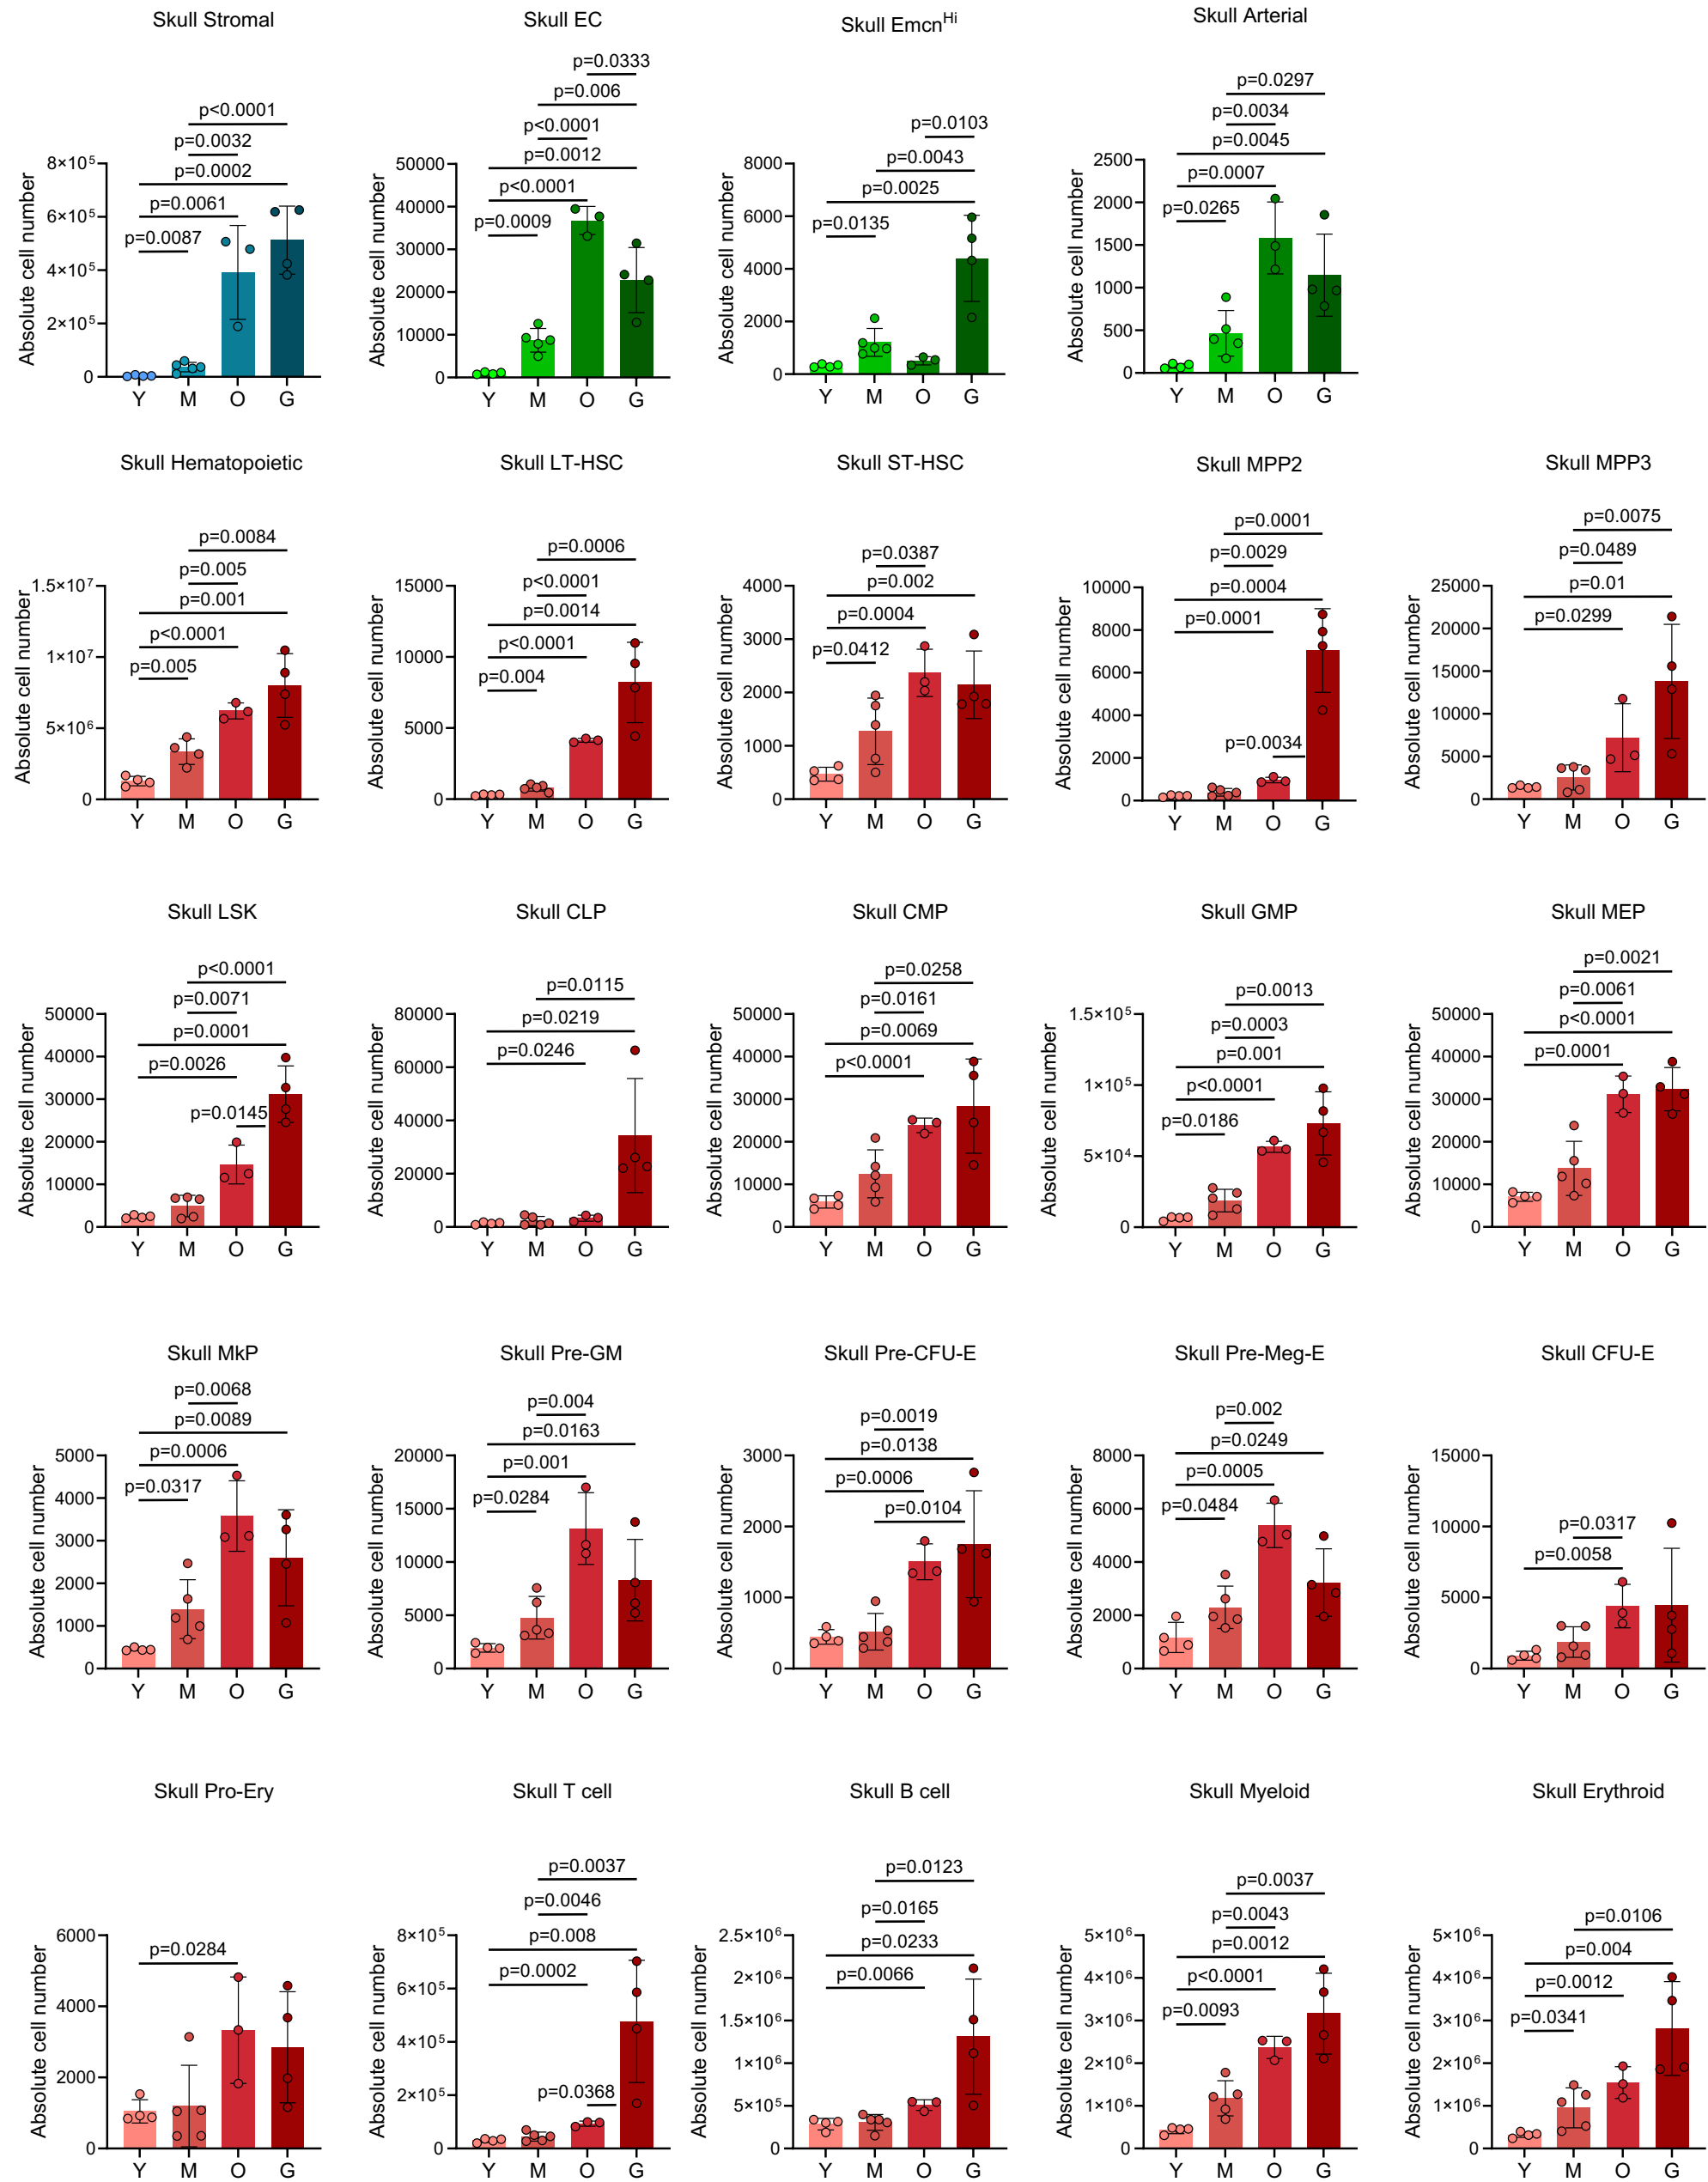 Skull Stromal
p<0.0001
p=0.0032
p=0.0002
p=0.0061
p=0.0087
Absolute cell number
8×10⁵
6×10⁵
4×10⁵
2×10⁵
0
Y M O G
Skull EC
p=0.0333
p=0.006
p<0.0001
p=0.0012
p<0.0001
p=0.0009
Absolute cell number
50000
40000
30000
20000
10000
0
Y M O G
Skull Emcnᴴⁱ
p=0.0103
p=0.0043
p=0.0025
p=0.0135
Absolute cell number
8000
6000
4000
2000
0
Y M O G
Skull Arterial
p=0.0297
p=0.0034
p=0.0045
p=0.0007
p=0.0265
Absolute cell number
2500
2000
1500
1000
500
0
Y M O G
Skull Hematopoietic
p=0.0084
p=0.005
p=0.001
p<0.0001
p=0.005
Absolute cell number
1.5×10⁷
1×10⁷
5×10⁶
0
Y M O G
Skull LT-HSC
p=0.0006
p<0.0001
p=0.0014
p<0.0001
p=0.004
Absolute cell number
15000
10000
5000
0
Y M O G
Skull ST-HSC
p=0.0387
p=0.002
p=0.0004
p=0.0412
Absolute cell number
4000
3000
2000
1000
0
Y M O G
Skull MPP2
p=0.0001
p=0.0029
p=0.0004
p=0.0001
p=0.0034
Absolute cell number
10000
8000
6000
4000
2000
0
Y M O G
Skull MPP3
p=0.0075
p=0.0489
p=0.01
p=0.0299
Absolute cell number
25000
20000
15000
10000
5000
0
Y M O G
Skull LSK
p<0.0001
p=0.0071
p=0.0001
p=0.0026
p=0.0145
Absolute cell number
50000
40000
30000
20000
10000
0
Y M O G
Skull CLP
p=0.0115
p=0.0219
p=0.0246
Absolute cell number
80000
60000
40000
20000
0
Y M O G
Skull CMP
p=0.0258
p=0.0161
p=0.0069
p<0.0001
Absolute cell number
50000
40000
30000
20000
10000
0
Y M O G
Skull GMP
p=0.0013
p=0.0003
p=0.001
p<0.0001
p=0.0186
Absolute cell number
1.5×10⁵
1×10⁵
5×10⁴
0
Y M O G
Skull MEP
p=0.0021
p=0.0061
p<0.0001
p=0.0001
Absolute cell number
50000
40000
30000
20000
10000
0
Y M O G
Skull MkP
p=0.0068
p=0.0089
p=0.0006
p=0.0317
Absolute cell number
5000
4000
3000
2000
1000
0
Y M O G
Skull Pre-GM
p=0.004
p=0.0163
p=0.001
p=0.0284
Absolute cell number
20000
15000
10000
5000
0
Y M O G
Skull Pre-CFU-E
p=0.0019
p=0.0138
p=0.0006
p=0.0104
Absolute cell number
3000
2000
1000
0
Y M O G
Skull Pre-Meg-E
p=0.002
p=0.0249
p=0.0005
p=0.0484
Absolute cell number
8000
6000
4000
2000
0
Y M O G
Skull CFU-E
p=0.0317
p=0.0058
Absolute cell number
15000
10000
5000
0
Y M O G
Skull Pro-Ery
p=0.0284
Absolute cell number
6000
4000
2000
0
Y M O G
Skull T cell
p=0.0037
p=0.0046
p=0.008
p=0.0002
p=0.0368
Absolute cell number
8×10⁵
6×10⁵
4×10⁵
2×10⁵
0
Y M O G
Skull B cell
p=0.0123
p=0.0165
p=0.0233
p=0.0066
Absolute cell number
2.5×10⁶
2×10⁶
1.5×10⁶
1×10⁶
5×10⁵
0
Y M O G
Skull Myeloid
p=0.0037
p=0.0043
p=0.0012
p<0.0001
p=0.0093
Absolute cell number
5×10⁶
4×10⁶
3×10⁶
2×10⁶
1×10⁶
0
Y M O G
Skull Erythroid
p=0.0106
p=0.004
p=0.0012
p=0.0341
Absolute cell number
5×10⁶
4×10⁶
3×10⁶
2×10⁶
1×10⁶
0
Y M O G